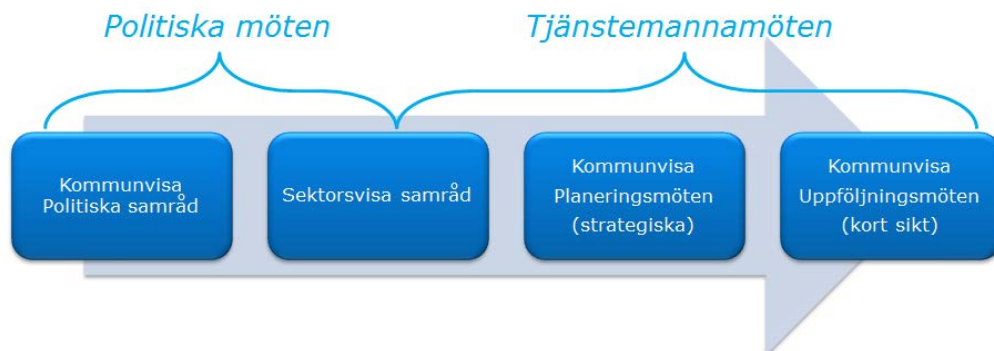 Politiska möten
Tjänstemannamöten
Kommunvisa
Politiska samråd
Sektorsvisa samråd
Kommunvisa
Planeringsmöten
(strategiska)
Kommunvisa
Uppföljningsmöten
(kort sikt)